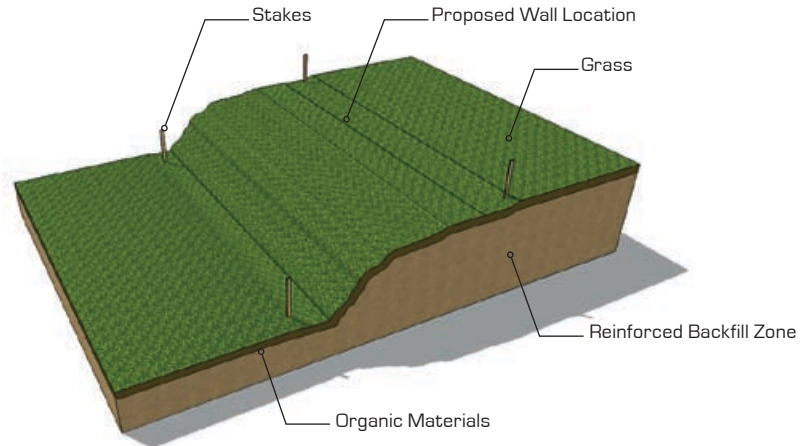 Stakes
Proposed Wall Location
Grass
Reinforced Backfill Zone
Organic Materials